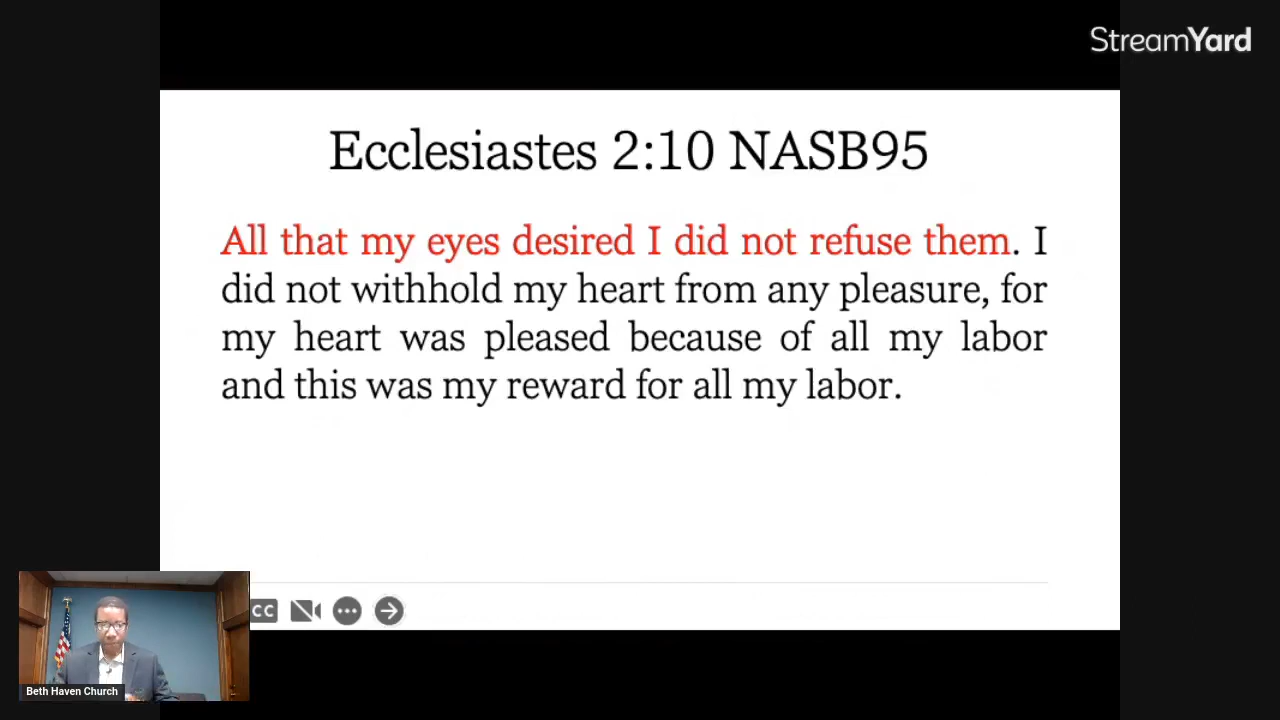 StreamYard
Ecclesiastes 2:10 NASB95
All that my eyes desired I did not refuse them. I
did not withhold my heart from any pleasure, for
my heart was pleased because of all my labor
and this was my reward for all my labor.
CC
Beth Haven Church